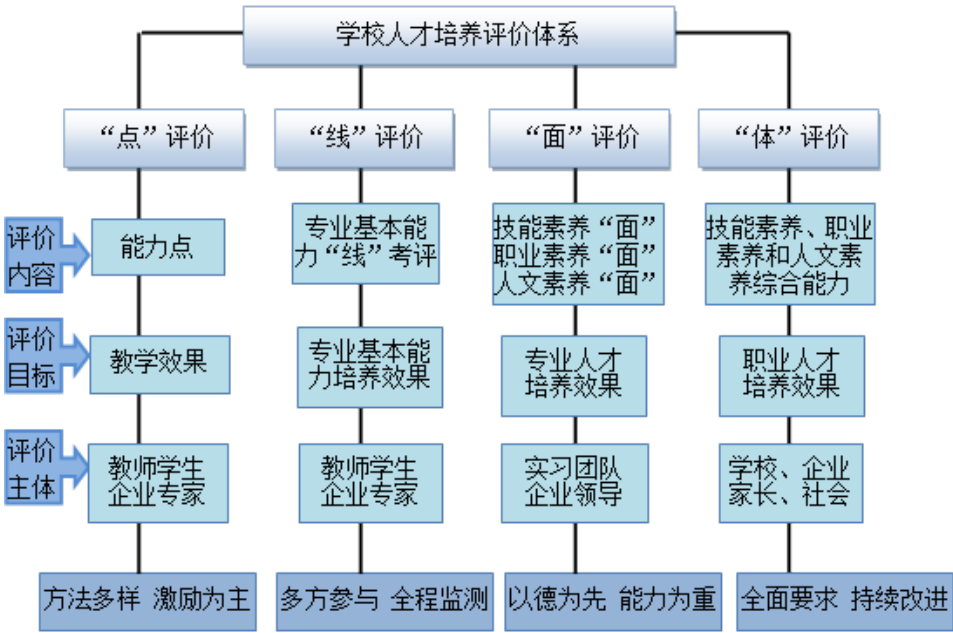 学校人才培养评价体系
“点”评价
“线”评价
“面”评价
“体”评价
评价
内容
能力点
专业基本能
力“线”考评
技能素养“面”
职业素养“面”
人文素养“面”
技能素养、职业
素养和人文素
养综合能力
评价
目标
教学效果
专业基本能
力培养效果
专业人才
培养效果
职业人才
培养效果
评价
主体
教师学生
企业专家
教师学生
企业专家
实习团队
企业领导
学校、企业
家长、社会
方法多样 激励为主
多方参与 全程监测
以德为先 能力为重
全面要求 持续改进